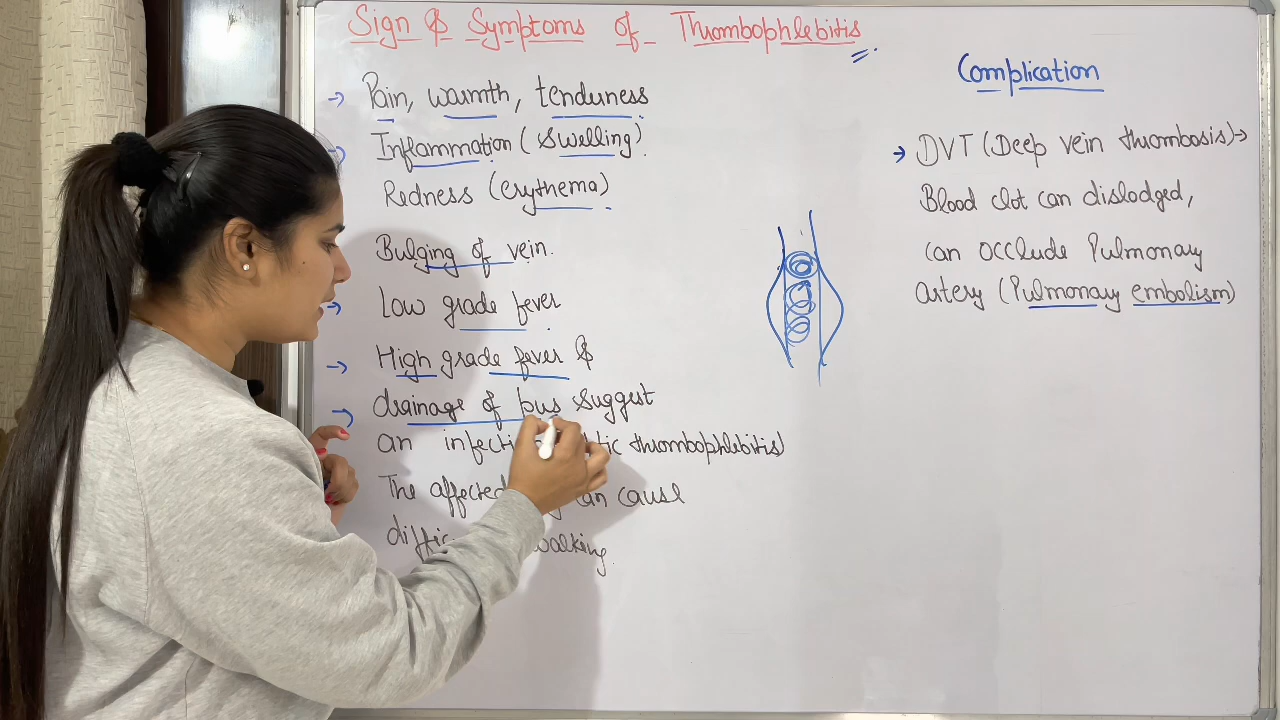 Sign & Symptoms of Thrombophlebitis
→ Pain, warmth, tenderness
→ Inflammation (Swelling)
Redness (erythema)
Bulging of vein.
→ Low grade fever
→ High grade fever &
→ drainage of pus suggest
an thrombophlebitis)
The affected can cause
walking.
Complication
→ DVT (Deep vein thrombosis) →
Blood clot can dislodged,
can occlude Pulmonary
artery (Pulmonary embolism)